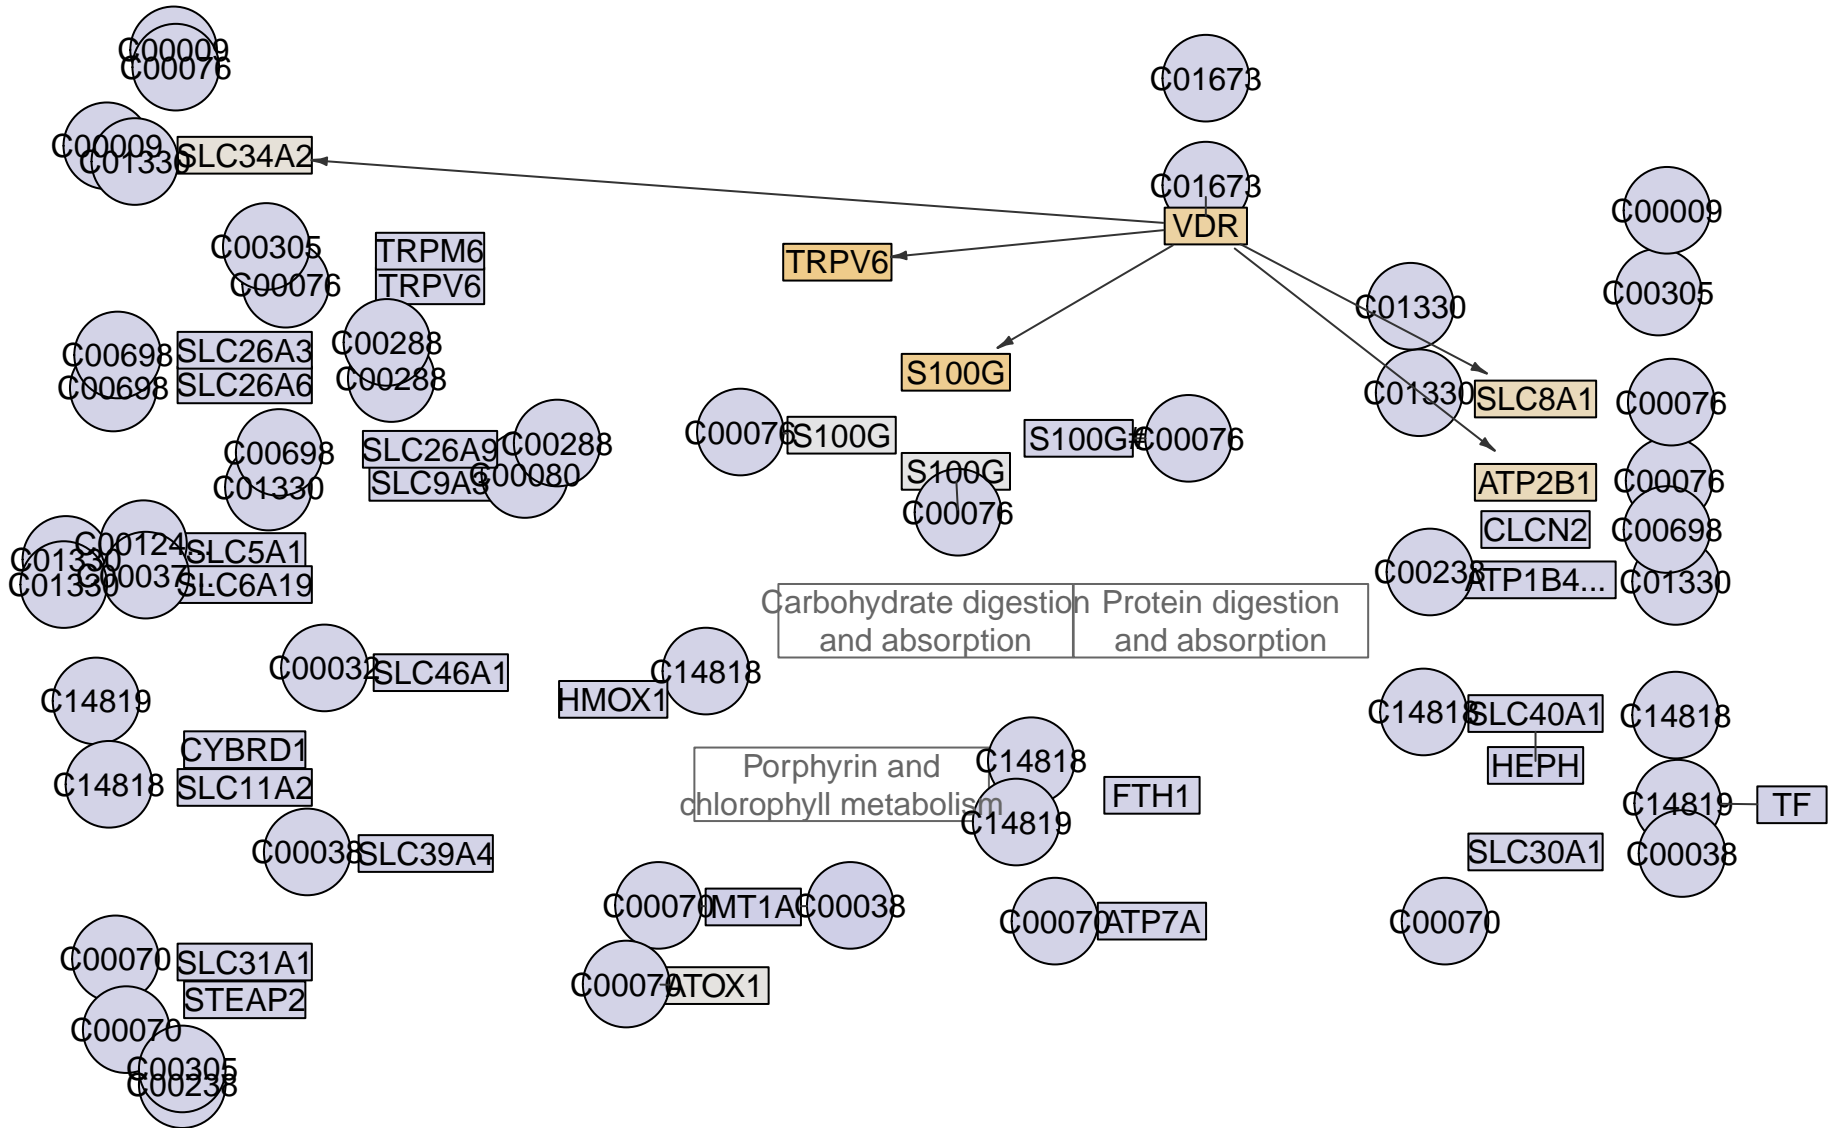 C00009
C00076
C01673
C00009
C01330
SLC34A2
C01673
VDR
C00009
C00305
C00076
TRPM6
TRPV6
TRPV6
C01330
C00305
C00698
C00698
SLC26A3
SLC26A6
C00288
C00288
S100G
C01330
SLC8A1
C00076
C00698
C01330
SLC26A9
SLC9A3
C00288
C00080
C00076
S100G
S100G
C00076
S100G#
C00076
ATP2B1
C00076
CLCN2
C00698
C01330
C01330
C00124...
C00037...
SLC5A1
SLC6A19
Carbohydrate digestion
and absorption
Protein digestion
and absorption
C00238
ATP1B4...
C01330
C00032
SLC46A1
HMOX1
C14818
C14819
C14818
SLC40A1
HEPH
C14818
C14818
CYBRD1
SLC11A2
Porphyrin and
chlorophyll metabolism
C14818
C14819
FTH1
C14819
TF
C00038
SLC39A4
SLC30A1
C00038
C00070
MT1A
C00038
C00070
ATP7A
C00070
C00070
SLC31A1
STEAP2
C00070
ATOX1
C00070
C00305
C00238